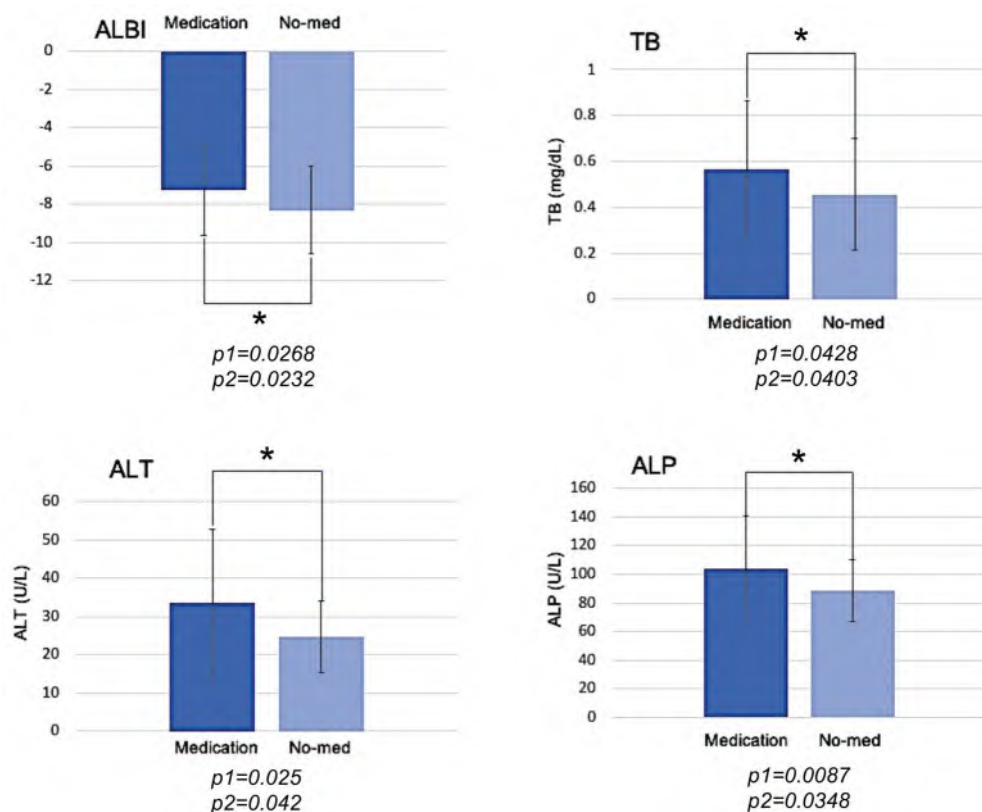 ALBI
Medication No-med
0
-2
-4
-6
-8
-10
-12
*
p1=0.0268
p2=0.0232
TB
*
TB (mg/dL)
1
0.8
0.6
0.4
0.2
0
Medication No-med
p1=0.0428
p2=0.0403
ALT
*
ALT (U/L)
60
50
40
30
20
10
0
Medication No-med
p1=0.025
p2=0.042
ALP
*
ALP (U/L)
160
140
120
100
80
60
40
20
0
Medication No-med
p1=0.0087
p2=0.0348